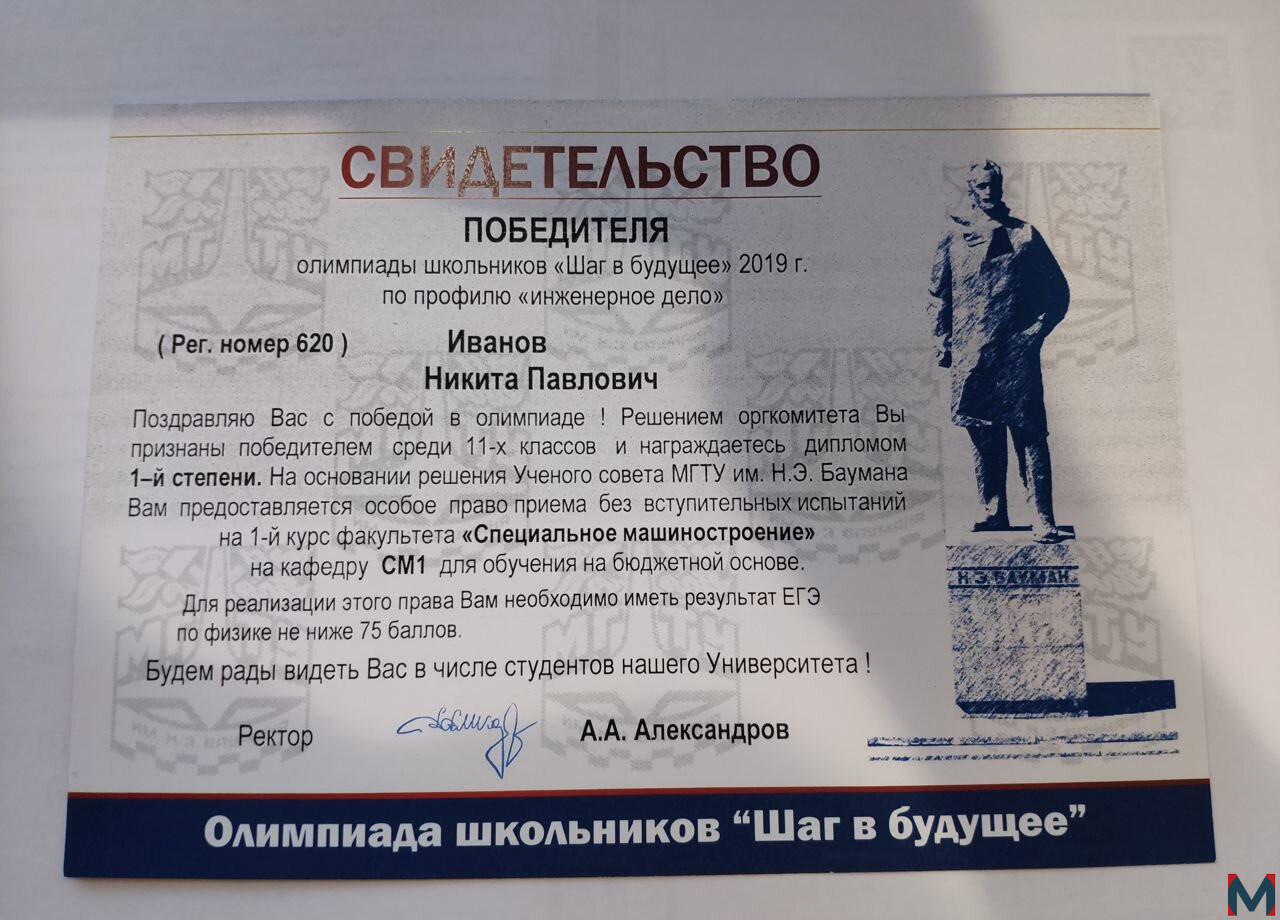 СВИДЕТЕЛЬСТВО
ПОБЕДИТЕЛЯ
олимпиады школьников «Шаг в будущее» 2019 г.
по профилю «инженерное дело»
( Рег. номер 620 ) Иванов
Никита Павлович
Поздравляю Вас с победой в олимпиаде ! Решением оргкомитета Вы
признаны победителем среди 11-х классов и награждаетесь дипломом
1–й степени. На основании решения Ученого совета МГТУ им. Н.Э. Баумана
Вам предоставляется особое право приема без вступительных испытаний
на 1-й курс факультета «Специальное машиностроение»
на кафедру СМ1 для обучения на бюджетной основе.
Для реализации этого права Вам необходимо иметь результат ЕГЭ
по физике не ниже 75 баллов.
Будем рады видеть Вас в числе студентов нашего Университета !
Ректор А.А. Александров
Н.Э.БАУМАН
Олимпиада школьников “Шаг в будущее”
МГТУ
M